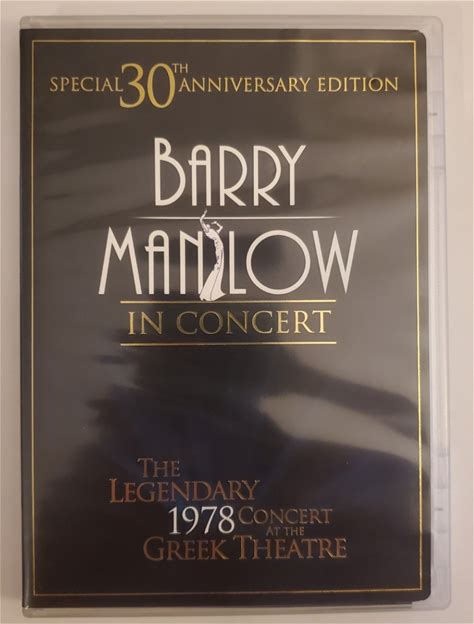 SPECIAL 30TH ANNIVERSARY EDITION
BARRY
MANILOW
IN CONCERT
THE
LEGENDARY
1978 CONCERT
AT THE
GREEK THEATRE